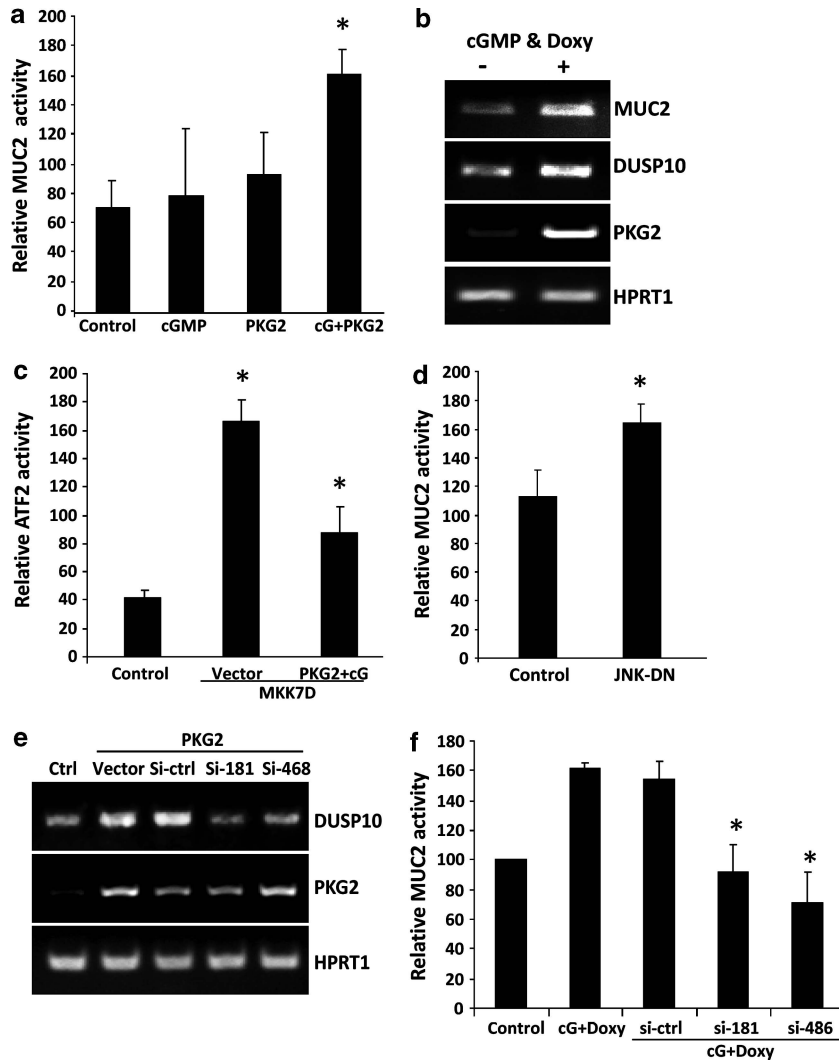 a
Relative MUC2 activity
200
180
160
140
120
100
80
60
40
20
0
*
Control cGMP PKG2 cG+PKG2
b
cGMP & Doxy
- +
MUC2
DUSP10
PKG2
HPRT1
c
Relative ATF2 activity
200
180
160
140
120
100
80
60
40
20
0
*
*
Control Vector PKG2+cG
MKK7D
d
Relative MUC2 activity
200
180
160
140
120
100
80
60
40
20
0
*
Control JNK-DN
e
PKG2
Ctrl Vector Si-ctrl Si-181 Si-468
DUSP10
PKG2
HPRT1
f
Relative MUC2 activity
180
160
140
120
100
80
60
40
20
0
*
*
Control cG+Doxy si-ctrl si-181 si-486
cG+Doxy